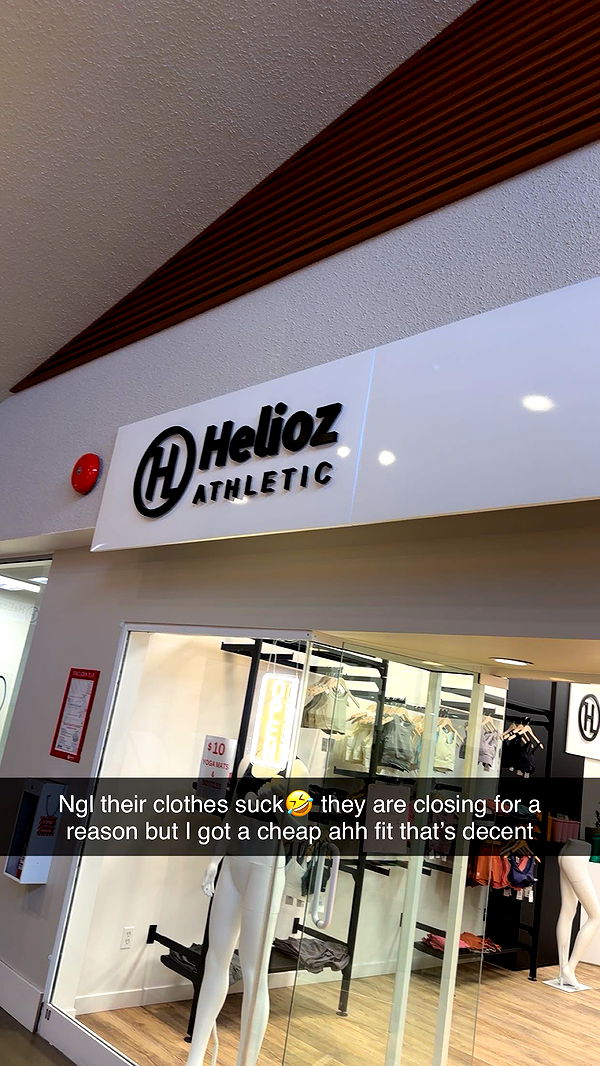 Helioz
ATHLETIC
$10
YOGA MATS
Ngl their clothes suck🤣 they are closing for a
reason but I got a cheap ahh fit that's decent